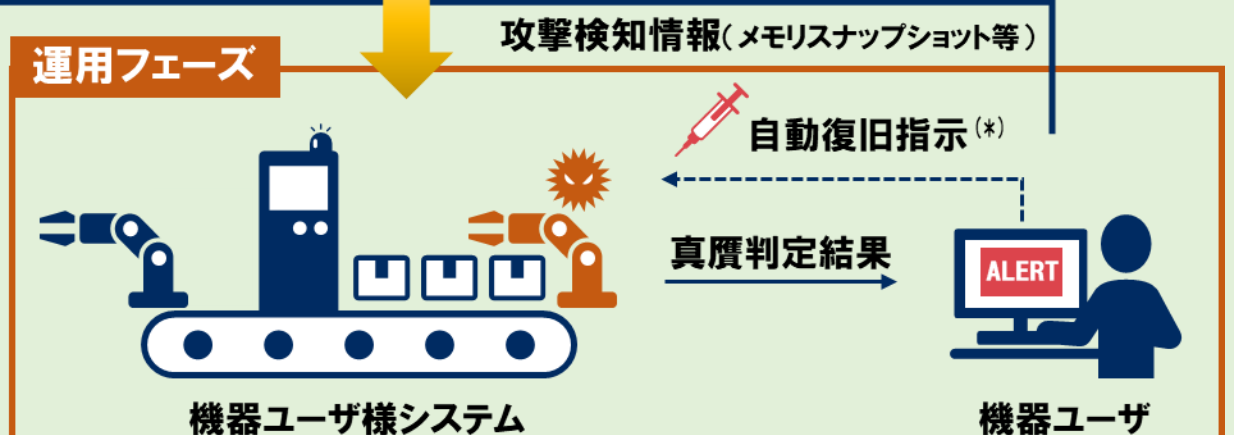 攻撃検知情報(メモリスナップショット等)
運用フェーズ
自動復旧指示(*)
真贋判定結果
ALERT
機器ユーザ様システム
機器ユーザ